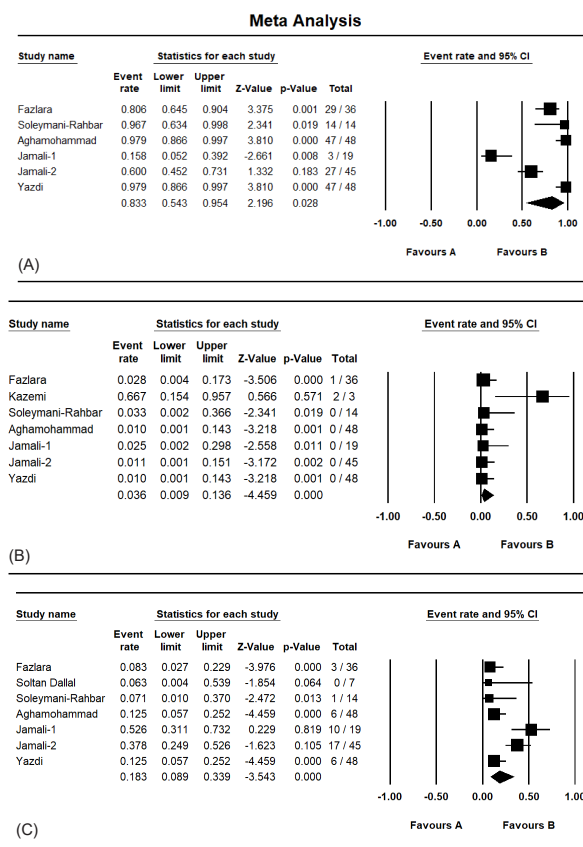 Meta Analysis
Study name Statistics for each study Event rate and 95% CI
Event Lower Upper
rate limit limit Z-Value p-Value Total
Fazlara 0.806 0.645 0.904 3.375 0.001 29 / 36
Soleymani-Rahbar 0.967 0.634 0.998 2.341 0.019 14 / 14
Aghamohammad 0.979 0.866 0.997 3.810 0.000 47 / 48
Jamali-1 0.158 0.052 0.392 -2.661 0.008 3 / 19
Jamali-2 0.600 0.452 0.731 1.332 0.183 27 / 45
Yazdi 0.979 0.866 0.997 3.810 0.000 47 / 48
0.833 0.543 0.954 2.196 0.028
-1.00 -0.50 0.00 0.50 1.00
Favours A Favours B
(A)
Study name Statistics for each study Event rate and 95% CI
Event Lower Upper
rate limit limit Z-Value p-Value Total
Fazlara 0.028 0.004 0.173 -3.506 0.000 1 / 36
Kazemi 0.667 0.154 0.957 0.566 0.571 2 / 3
Soleymani-Rahbar 0.033 0.002 0.366 -2.341 0.019 0 / 14
Aghamohammad 0.010 0.001 0.143 -3.218 0.001 0 / 48
Jamali-1 0.025 0.002 0.298 -2.558 0.011 0 / 19
Jamali-2 0.011 0.001 0.151 -3.172 0.002 0 / 45
Yazdi 0.010 0.001 0.143 -3.218 0.001 0 / 48
0.036 0.009 0.136 -4.459 0.000
-1.00 -0.50 0.00 0.50 1.00
Favours A Favours B
(B)
Study name Statistics for each study Event rate and 95% CI
Event Lower Upper
rate limit limit Z-Value p-Value Total
Fazlara 0.083 0.027 0.229 -3.976 0.000 3 / 36
Soltan Dallal 0.063 0.004 0.539 -1.854 0.064 0 / 7
Soleymani-Rahbar 0.071 0.010 0.370 -2.472 0.013 1 / 14
Aghamohammad 0.125 0.057 0.252 -4.459 0.000 6 / 48
Jamali-1 0.526 0.311 0.732 0.229 0.819 10 / 19
Jamali-2 0.378 0.249 0.526 -1.623 0.105 17 / 45
Yazdi 0.125 0.057 0.252 -4.459 0.000 6 / 48
0.183 0.089 0.339 -3.543 0.000
-1.00 -0.50 0.00 0.50 1.00
Favours A Favours B
(C)